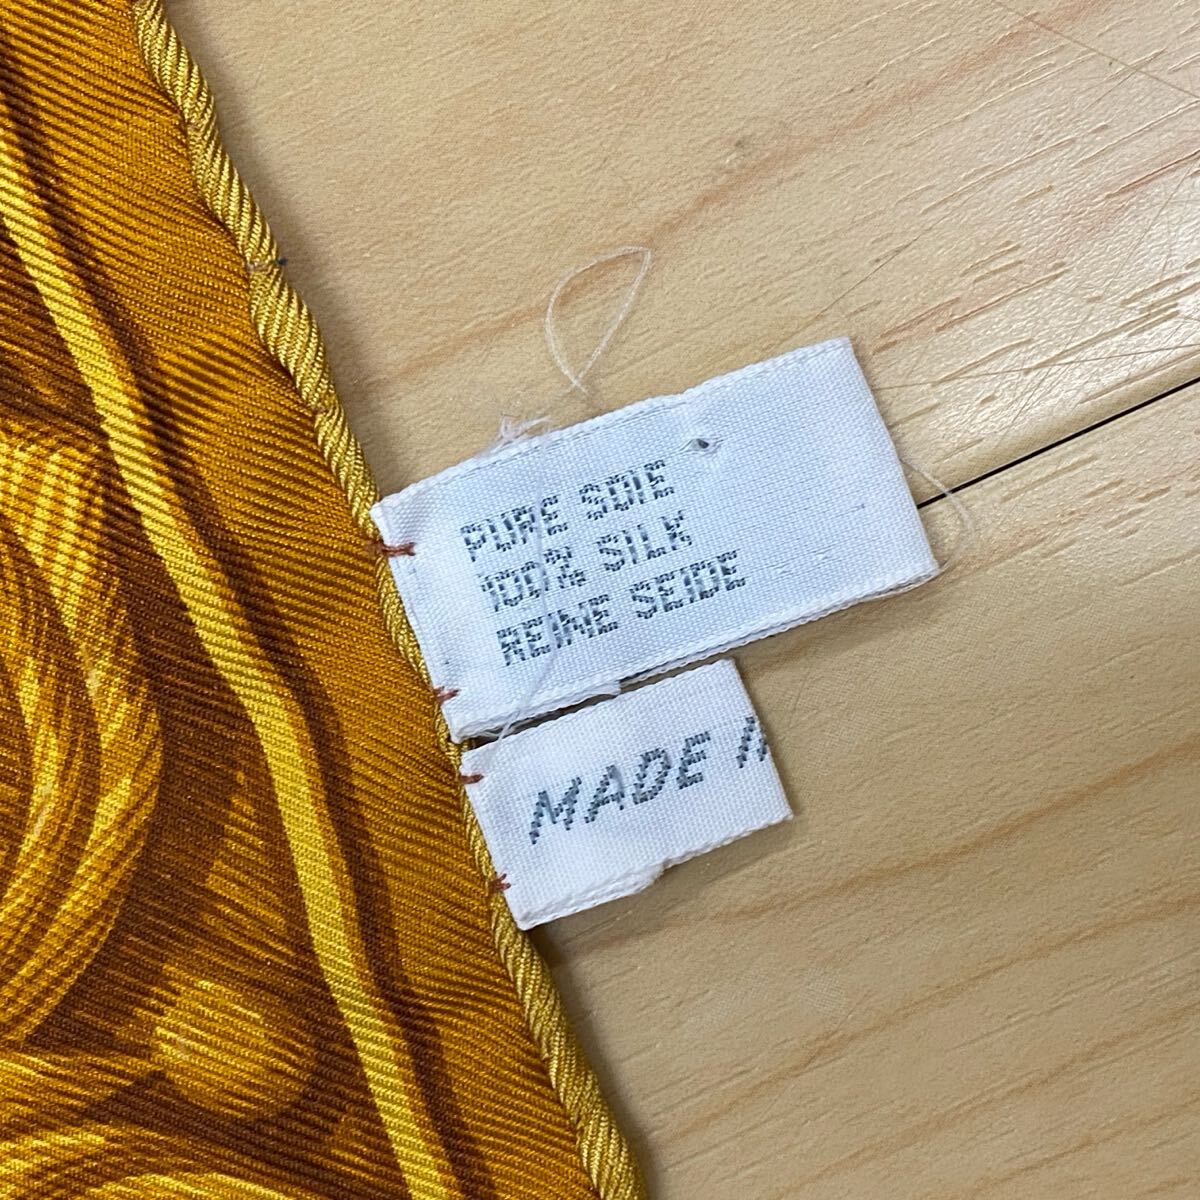 PURE SOIE
100% SILK
REINE SEIDE
MADE